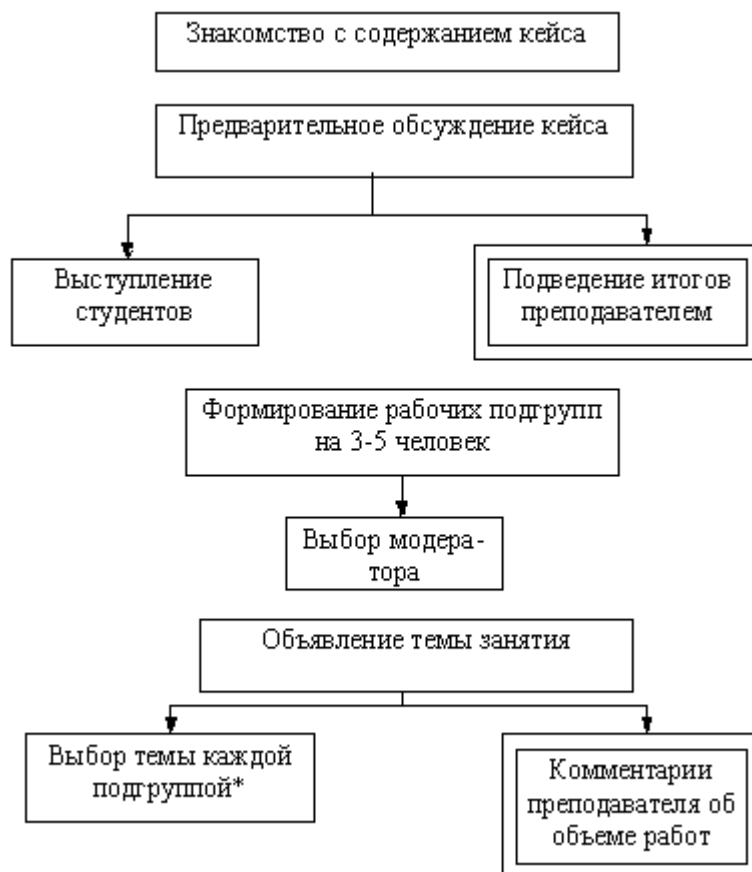 Знакомство с содержанием кейса
Предварительное обсуждение кейса
Выступление
студентов
Подведение итогов
преподавателем
Формирование рабочих подгрупп
на 3-5 человек
Выбор модера-
тора
Объявление темы занятия
Выбор темы каждой
подгруппой*
Комментарии
преподавателя об
объеме работ